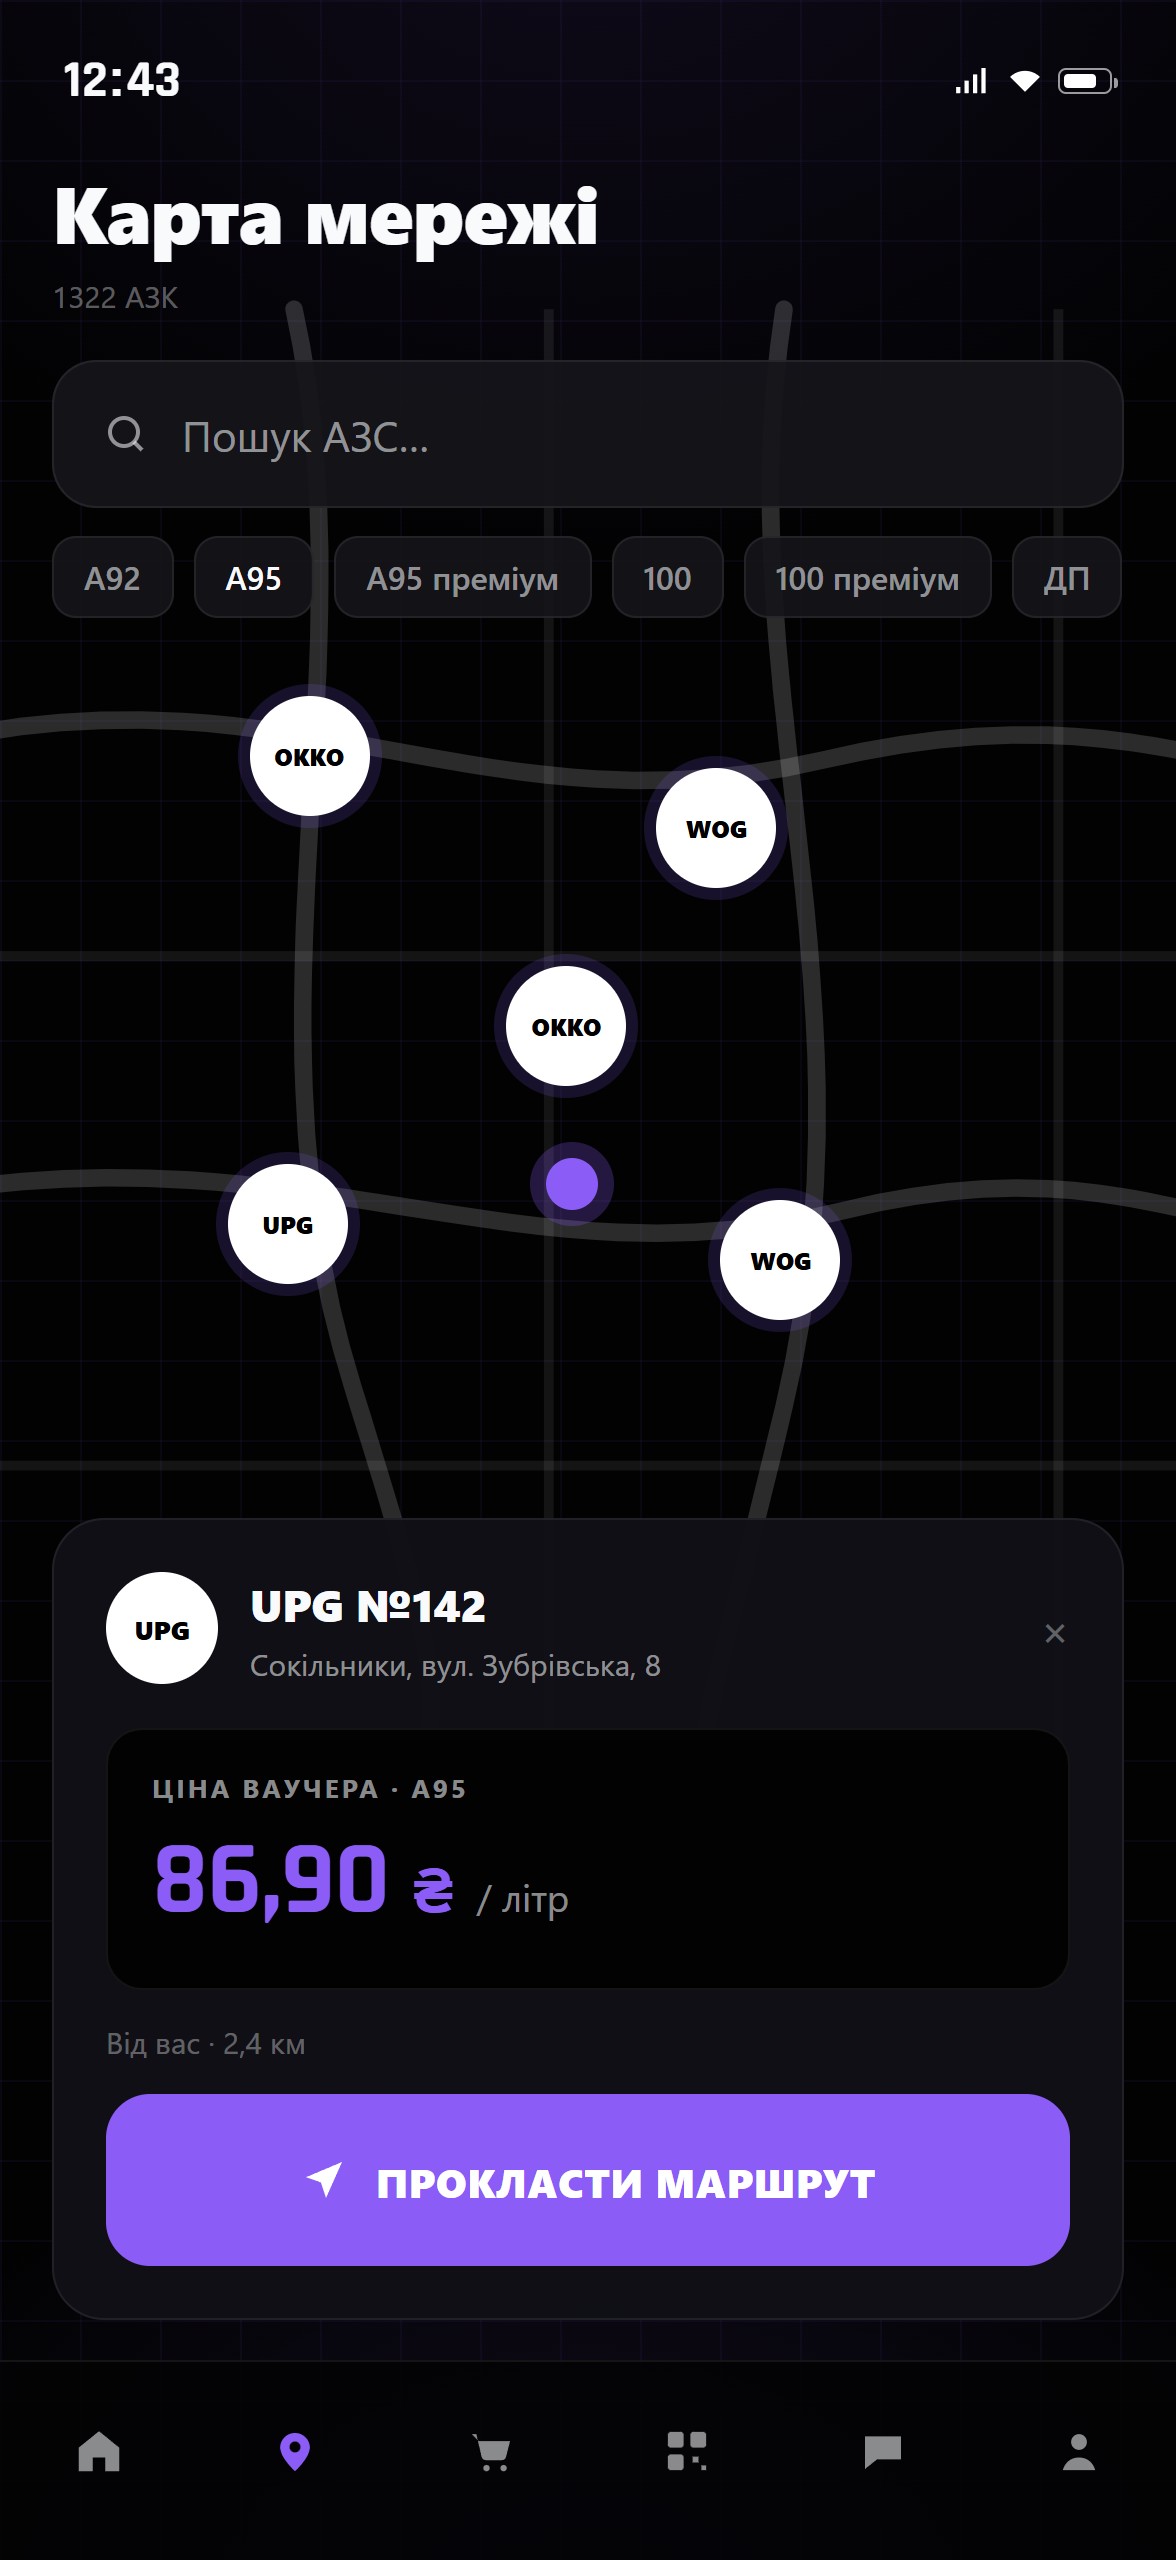 12:43
Карта мережі
1322 АЗК
Пошук АЗС...
А92 А95 А95 преміум 100 100 преміум ДП
ОККО
WOG
ОККО
UPG
WOG
UPG
UPG №142
Сокільники, вул. Зубрівська, 8
ЦІНА ВАУЧЕРА · А95
86,90 ₴ / літр
Від вас · 2,4 км
ПРОКЛАСТИ МАРШРУТ